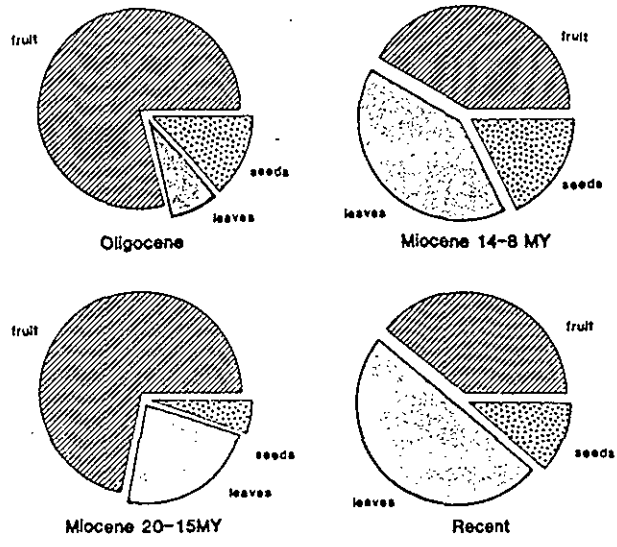 fruit
seeds
leaves
Oligocene
fruit
seeds
leaves
Miocene 14-8 MY
fruit
seeds
leaves
Miocene 20-15MY
fruit
seeds
leaves
Recent